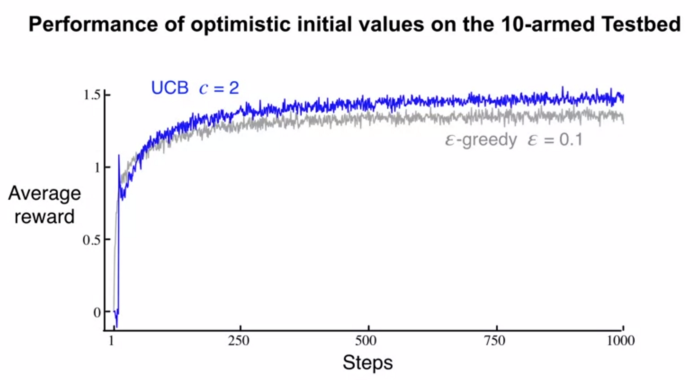 Performance of optimistic initial values on the 10-armed Testbed
UCB c = 2
1.5
ε-greedy ε = 0.1
1
Average
reward
0.5
0
1 250 500 750 1000
Steps